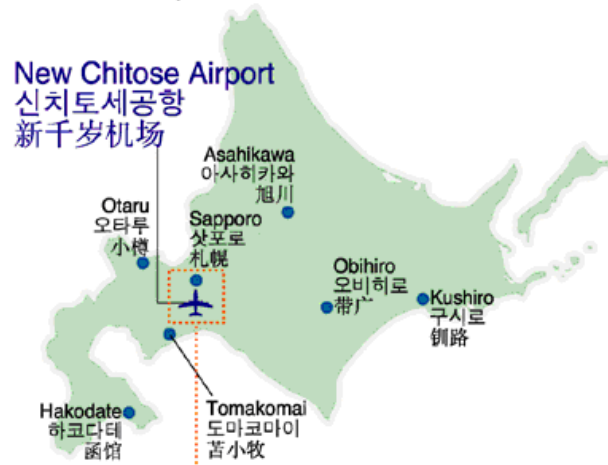 New Chitose Airport
신치토세공항
新千岁机场
Asahikawa
아사히카와
旭川
Otaru
오타루
小樽
Sapporo
삿포로
札幌
Obihiro
오비히로
带广
Kushiro
구시로
钏路
Hakodate
하코다테
函馆
Tomakomai
도마코마이
苫小牧